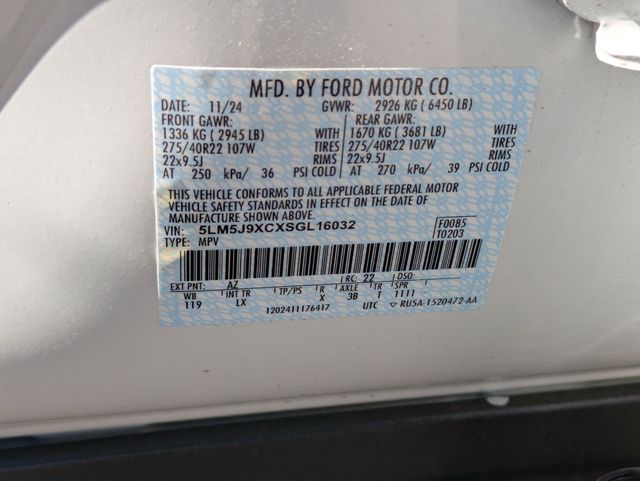 MFD. BY FORD MOTOR CO.
DATE: 11/24 GVWR: 2926 KG ( 6450 LB)
FRONT GAWR: REAR GAWR:
1336 KG ( 2945 LB) WITH 1670 KG ( 3681 LB) WITH
275/40R22 107W TIRES 275/40R22 107W TIRES
22x9.5J RIMS 22x9.5J RIMS
AT 250 kPa/ 36 PSI COLD AT 270 kPa/ 39 PSI COLD
THIS VEHICLE CONFORMS TO ALL APPLICABLE FEDERAL MOTOR
VEHICLE SAFETY STANDARDS IN EFFECT ON THE DATE OF
MANUFACTURE SHOWN ABOVE.
VIN: 5LM5J9XCXSGL16032 F0085
TYPE: MPV T0203
EXT PNT: AZ RC: 22 DSO:
WB INT TR TP/PS R AXLE TR SPR
119 LX X 3B T 1111
1202411176417 UTC RU5A-1520472-AA